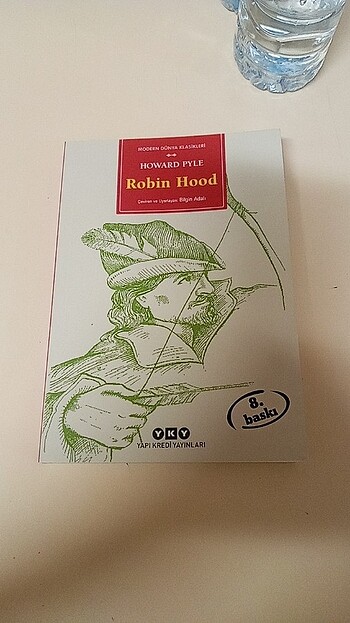 MODERN DÜNYA KLASİKLERİ
HOWARD PYLE
Robin Hood
Çeviren ve Uyarlayan: Bilgin Adalı
8.
baskı
YKY
YAPI KREDİ YAYINLARI